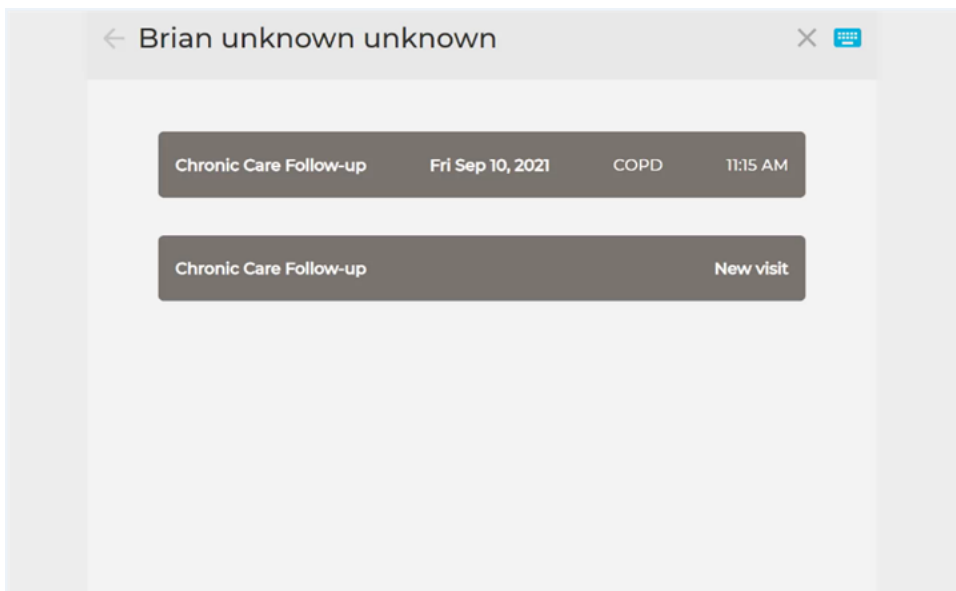 Brian unknown unknown
Chronic Care Follow-up Fri Sep 10, 2021 COPD 11:15 AM
Chronic Care Follow-up New visit